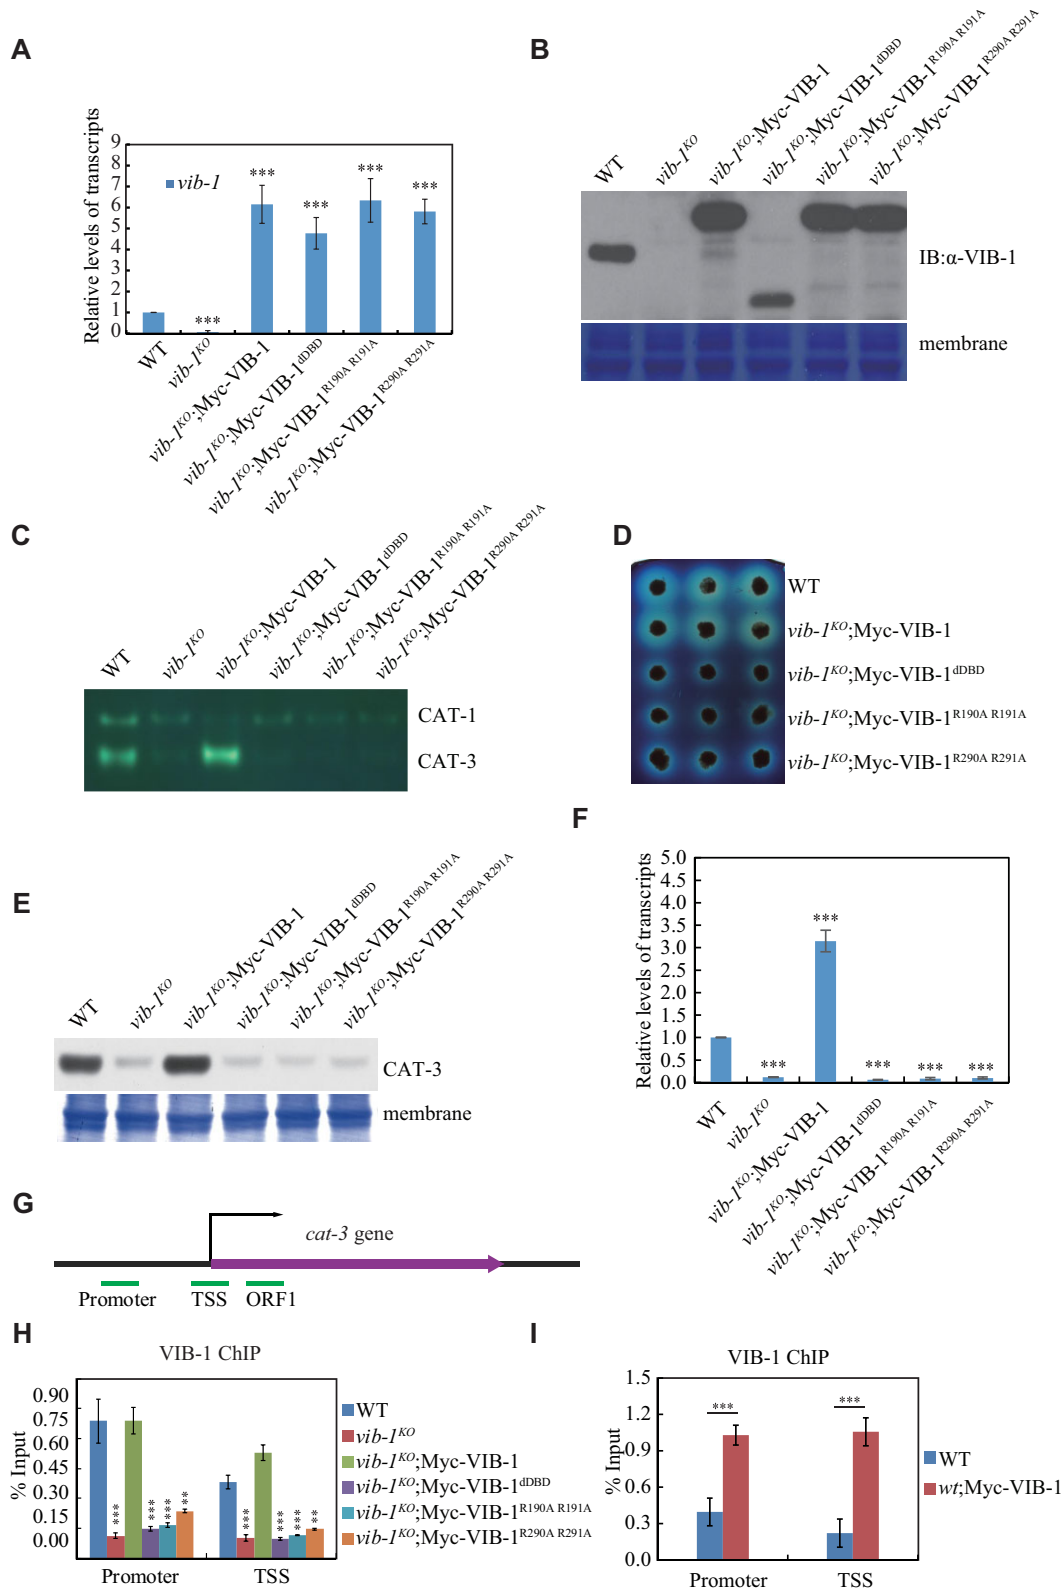 A
Relative levels of transcripts
9
8
7
6
5
4
3
2
1
0
vib-1
***
***
***
***
***
WT
vib-1KO
vib-1KO;Myc-VIB-1
vib-1KO;Myc-VIB-1dDBD
vib-1KO;Myc-VIB-1R190A R191A
vib-1KO;Myc-VIB-1R290A R291A
B
WT
vib-1KO
vib-1KO;Myc-VIB-1
vib-1KO;Myc-VIB-1dDBD
vib-1KO;Myc-VIB-1R190A R191A
vib-1KO;Myc-VIB-1R290A R291A
IB:α-VIB-1
membrane
C
WT
vib-1KO
vib-1KO;Myc-VIB-1
vib-1KO;Myc-VIB-1dDBD
vib-1KO;Myc-VIB-1R190A R191A
vib-1KO;Myc-VIB-1R290A R291A
CAT-1
CAT-3
D
WT
vib-1KO;Myc-VIB-1
vib-1KO;Myc-VIB-1dDBD
vib-1KO;Myc-VIB-1R190A R191A
vib-1KO;Myc-VIB-1R290A R291A
E
WT
vib-1KO
vib-1KO;Myc-VIB-1
vib-1KO;Myc-VIB-1dDBD
vib-1KO;Myc-VIB-1R190A R191A
vib-1KO;Myc-VIB-1R290A R291A
CAT-3
membrane
F
Relative levels of transcripts
5.0
4.5
4.0
3.5
3.0
2.5
2.0
1.5
1.0
0.5
0.0
***
***
***
***
***
WT
vib-1KO
vib-1KO;Myc-VIB-1
vib-1KO;Myc-VIB-1dDBD
vib-1KO;Myc-VIB-1R190A R191A
vib-1KO;Myc-VIB-1R290A R291A
G
cat-3 gene
Promoter
TSS
ORF1
H
VIB-1 ChIP
% Input
0.90
0.75
0.60
0.45
0.30
0.15
0.00
***
***
***
**
***
***
***
**
Promoter
TSS
WT
vib-1KO
vib-1KO;Myc-VIB-1
vib-1KO;Myc-VIB-1dDBD
vib-1KO;Myc-VIB-1R190A R191A
vib-1KO;Myc-VIB-1R290A R291A
I
VIB-1 ChIP
% Input
1.5
1.2
0.9
0.6
0.3
0.0
***
***
Promoter
TSS
WT
wt;Myc-VIB-1